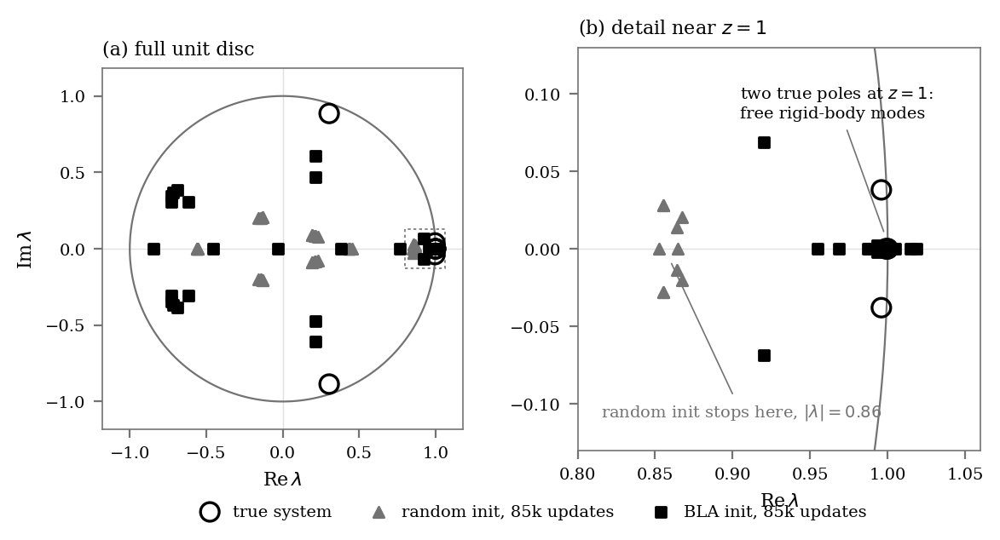 (a) full unit disc
1.0
0.5
0.0
−0.5
−1.0
Im λ
−1.0 −0.5 0.0 0.5 1.0
Re λ
(b) detail near z = 1
0.10
0.05
0.00
−0.05
−0.10
two true poles at z = 1:
free rigid-body modes
random init stops here, |λ| = 0.86
0.80 0.85 0.90 0.95 1.00 1.05
Re λ
true system random init, 85k updates BLA init, 85k updates